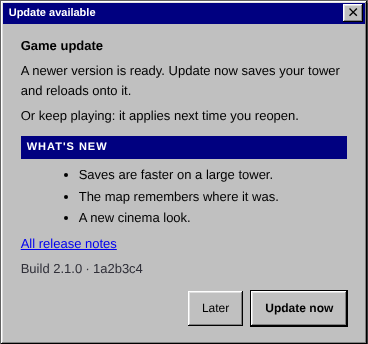 Update available
Game update
A newer version is ready. Update now saves your tower
and reloads onto it.
Or keep playing: it applies next time you reopen.
WHAT'S NEW
• Saves are faster on a large tower.
• The map remembers where it was.
• A new cinema look.
All release notes
Build 2.1.0 · 1a2b3c4
Later
Update now